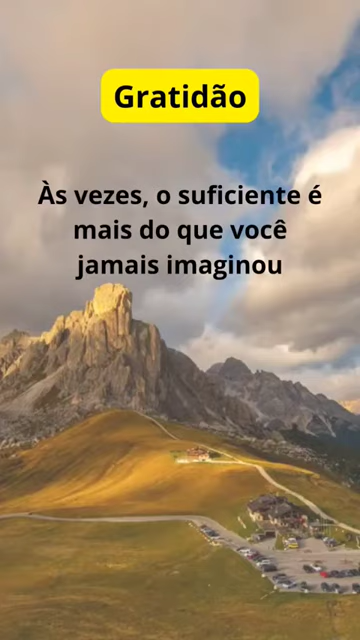 Gratidão
Às vezes, o suficiente é
mais do que você
jamais imaginou